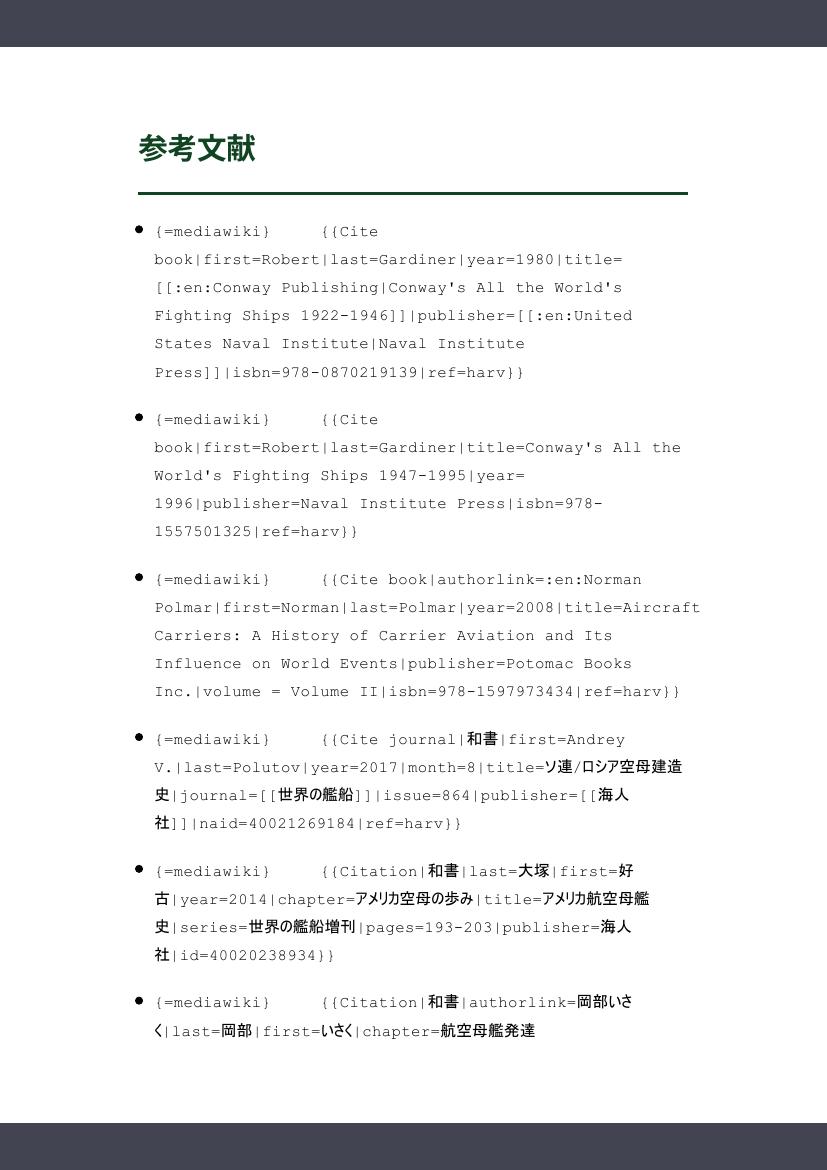 参考文献
{=mediawiki} {{Cite
book|first=Robert|last=Gardiner|year=1980|title=
[[:en:Conway Publishing|Conway's All the World's
Fighting Ships 1922-1946]]|publisher=[[:en:United
States Naval Institute|Naval Institute
Press]]|isbn=978-0870219139|ref=harv}}
{=mediawiki} {{Cite
book|first=Robert|last=Gardiner|title=Conway's All the
World's Fighting Ships 1947-1995|year=
1996|publisher=Naval Institute Press|isbn=978-
1557501325|ref=harv}}
{=mediawiki} {{Cite book|authorlink=:en:Norman
Polmar|first=Norman|last=Polmar|year=2008|title=Aircraft
Carriers: A History of Carrier Aviation and Its
Influence on World Events|publisher=Potomac Books
Inc.|volume = Volume II|isbn=978-1597973434|ref=harv}}
{=mediawiki} {{Cite journal|和書|first=Andrey
V.|last=Polutov|year=2017|month=8|title=ソ連/ロシア空母建造
史|journal=[[世界の艦船]]|issue=864|publisher=[[海人
社]]|naid=40021269184|ref=harv}}
{=mediawiki} {{Citation|和書|last=大塚|first=好
古|year=2014|chapter=アメリカ空母の歩み|title=アメリカ航空母艦
史|series=世界の艦船増刊|pages=193-203|publisher=海人
社|id=40020238934}}
{=mediawiki} {{Citation|和書|authorlink=岡部いさ
く|last=岡部|first=いさく|chapter=航空母艦発達